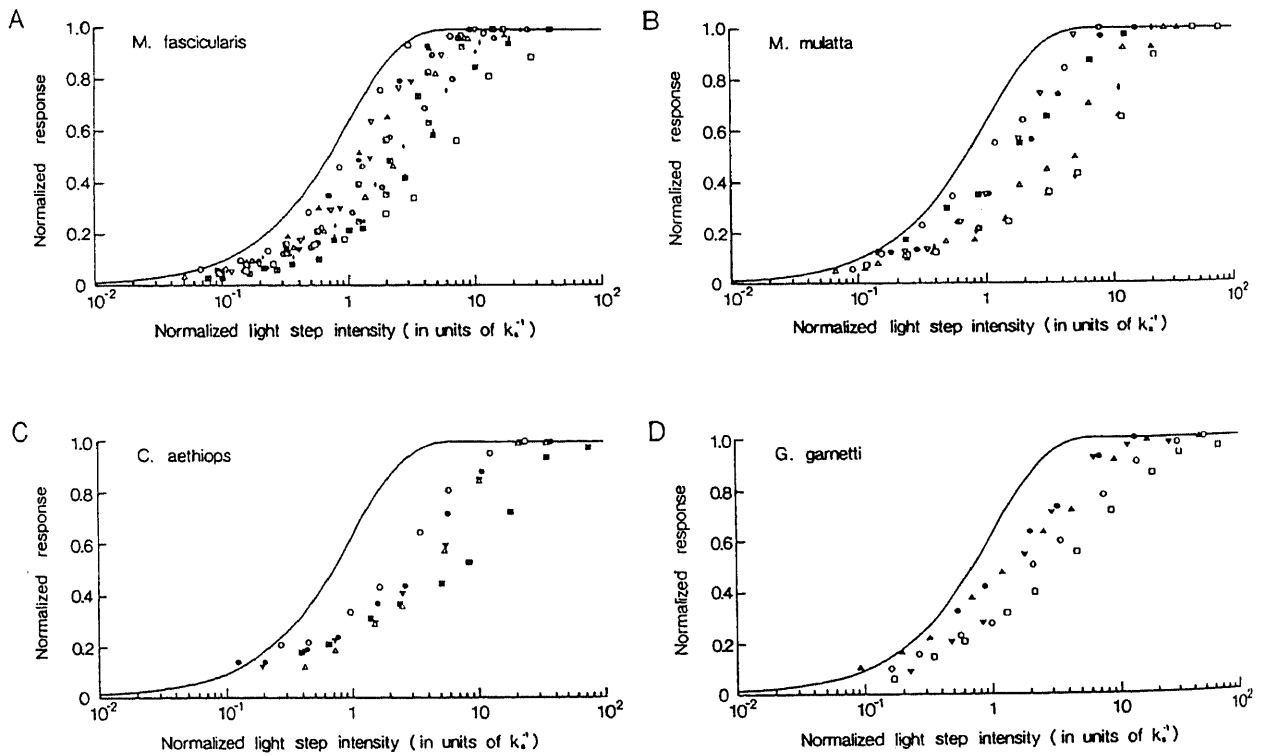 A
M. fascicularis
1.0
0.8
0.6
0.4
0.2
0
Normalized response
10⁻² 10⁻¹ 1 10 10²
Normalized light step intensity ( in units of kₐ⁻¹)
B
M. mulatta
1.0
0.8
0.6
0.4
0.2
0
Normalized response
10⁻² 10⁻¹ 1 10 10²
Normalized light step intensity ( in units of kₐ⁻¹)
C
C. aethiops
1.0
0.8
0.6
0.4
0.2
0
Normalized response
10⁻² 10⁻¹ 1 10 10²
Normalized light step intensity (in units of kₐ⁻¹)
D
G. garnetti
1.0
0.8
0.6
0.4
0.2
0
Normalized response
10⁻² 10⁻¹ 1 10 10²
Normalized light step intensity (in units of kₐ⁻¹)